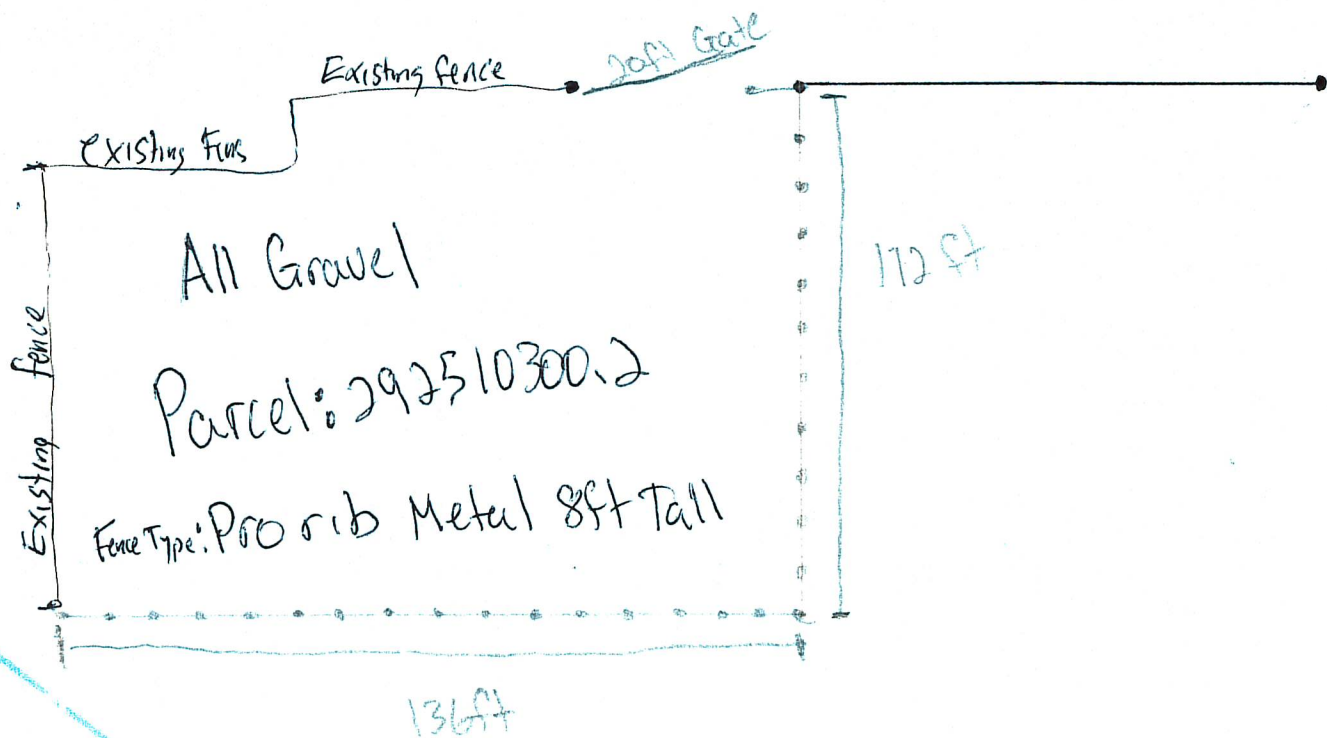 Existing fence
20ft Gate
existing Fens
All Gravel
172 ft
Existing fence
Parcel: 292510300.2
Fence Type: Pro rib Metal 8ft Tall
136ft